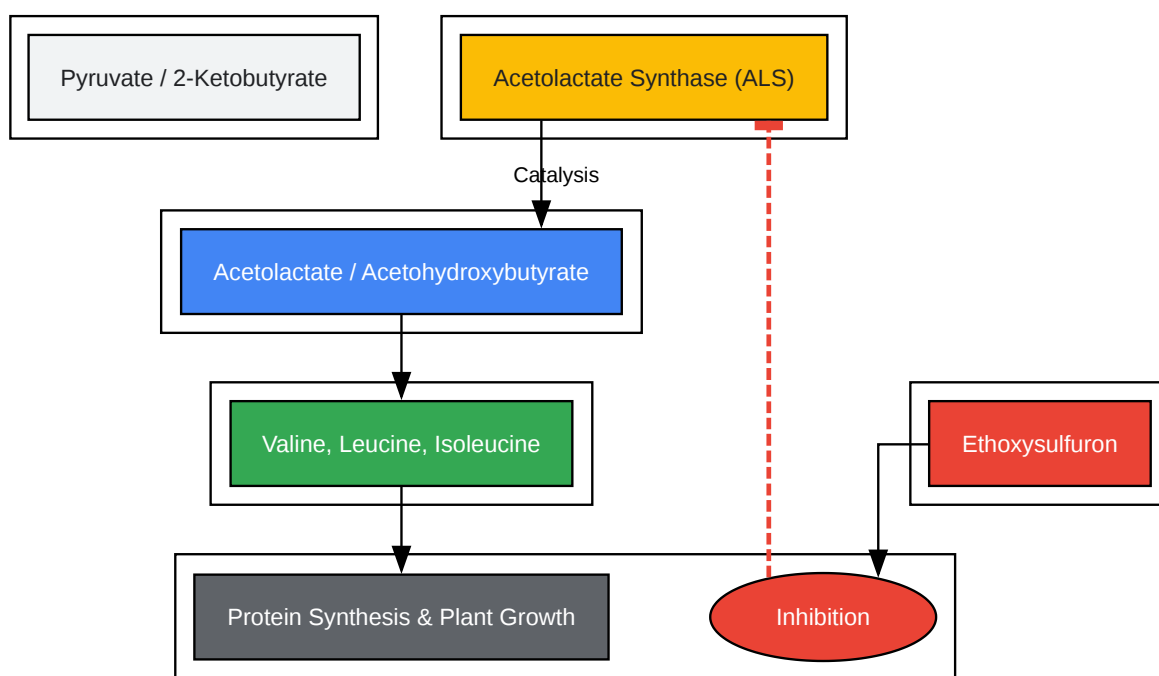 Pyruvate / 2-Ketobutyrate
Acetolactate Synthase (ALS)
Catalysis
Acetolactate / Acetohydroxybutyrate
Valine, Leucine, Isoleucine
Ethoxysulfuron
Protein Synthesis & Plant Growth
Inhibition